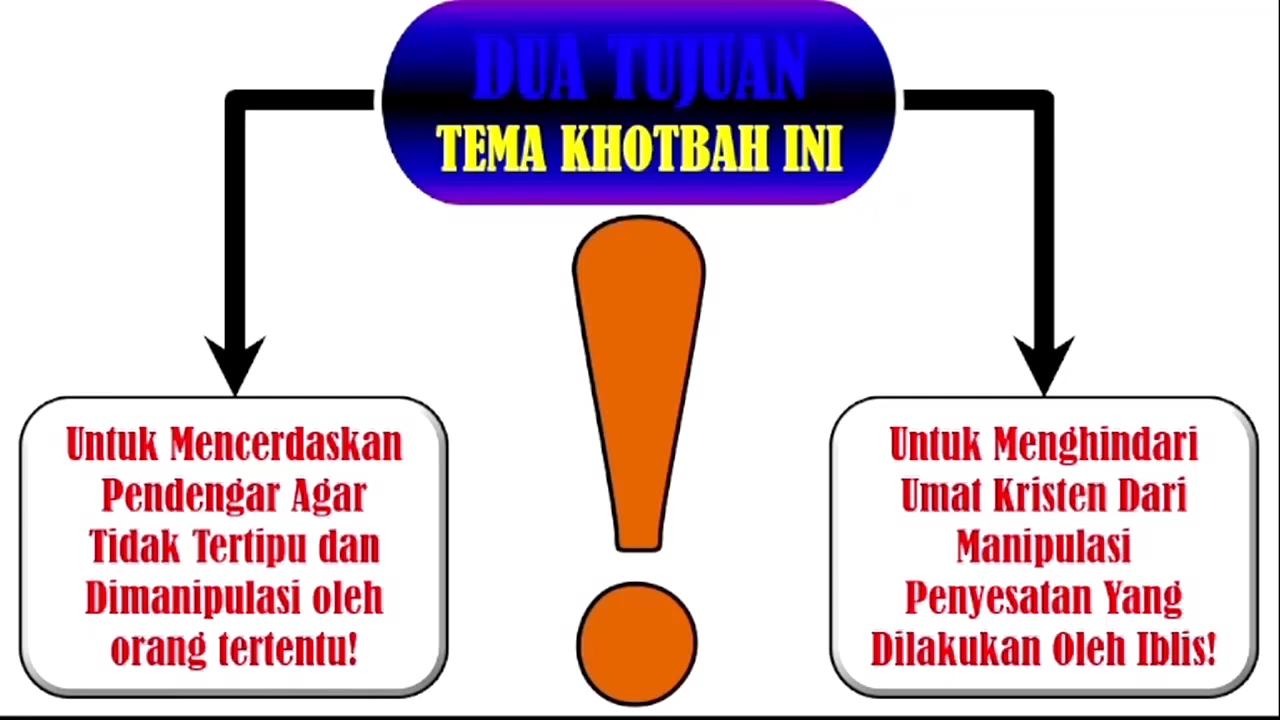 DUA TUJUAN
TEMA KHOTBAH INI
Untuk Mencerdaskan
Pendengar Agar
Tidak Tertipu dan
Dimanipulasi oleh
orang tertentu!
Untuk Menghindari
Umat Kristen Dari
Manipulasi
Penyesatan Yang
Dilakukan Oleh Iblis!